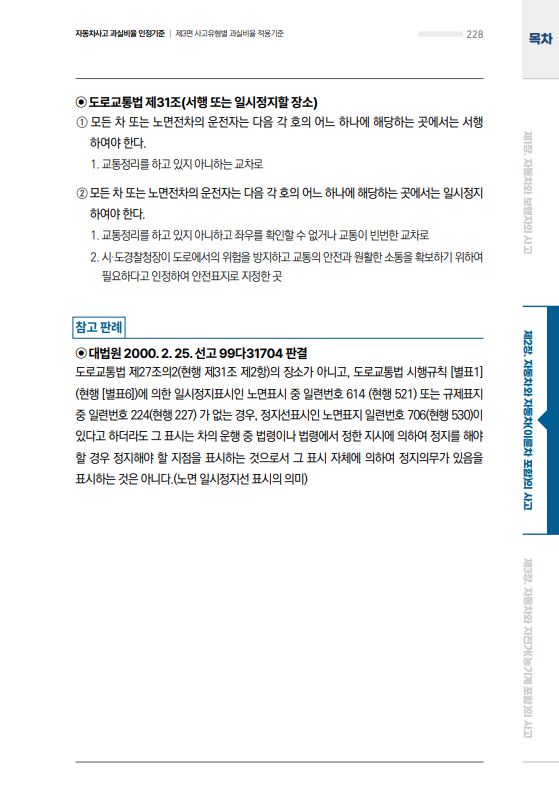 자동차사고 과실비율 인정기준 | 제3편 사고유형별 과실비율 적용기준
228
목차
◉ 도로교통법 제31조(서행 또는 일시정지할 장소)
① 모든 차 또는 노면전차의 운전자는 다음 각 호의 어느 하나에 해당하는 곳에서는 서행
하여야 한다.
1. 교통정리를 하고 있지 아니하는 교차로
② 모든 차 또는 노면전차의 운전자는 다음 각 호의 어느 하나에 해당하는 곳에서는 일시정지
하여야 한다.
1. 교통정리를 하고 있지 아니하고 좌우를 확인할 수 없거나 교통이 빈번한 교차로
2. 시·도경찰청장이 도로에서의 위험을 방지하고 교통의 안전과 원활한 소통을 확보하기 위하여
필요하다고 인정하여 안전표지로 지정한 곳
참고 판례
◉ 대법원 2000. 2. 25. 선고 99다31704 판결
도로교통법 제27조의2(현행 제31조 제2항)의 장소가 아니고, 도로교통법 시행규칙 [별표1]
(현행 [별표6])에 의한 일시정지표시인 노면표시 중 일련번호 614 (현행 521) 또는 규제표지
중 일련번호 224(현행 227) 가 없는 경우, 정지선표시인 노면표지 일련번호 706(현행 530)이
있다고 하더라도 그 표시는 차의 운행 중 법령이나 법령에서 정한 지시에 의하여 정지를 해야
할 경우 정지해야 할 지점을 표시하는 것으로서 그 표시 자체에 의하여 정지의무가 있음을
표시하는 것은 아니다.(노면 일시정지선 표시의 의미)
제1장. 자동차와 보행자의 사고
제2장. 자동차와 자동차(이륜차 포함)의 사고
제3장. 자동차와 자전거(농기계 포함)의 사고